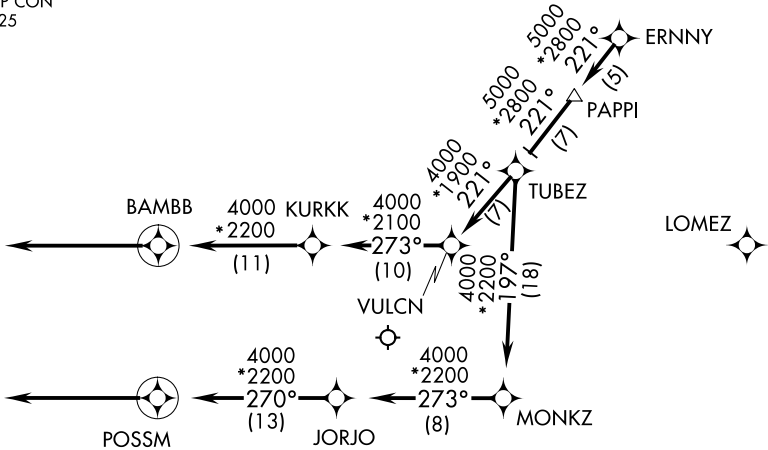 P CON
25
5000
*2800
221°
(5)
ERNNY
5000
*2800
221°
(7)
PAPPI
4000
*1900
221°
(7)
TUBEZ
BAMBB
4000
*2200
(11)
KURKK
4000
*2100
273°
(10)
VULCN
4000
*2200
197°
(18)
LOMEZ
POSSM
4000
*2200
270°
(13)
JORJO
4000
*2200
273°
(8)
MONKZ